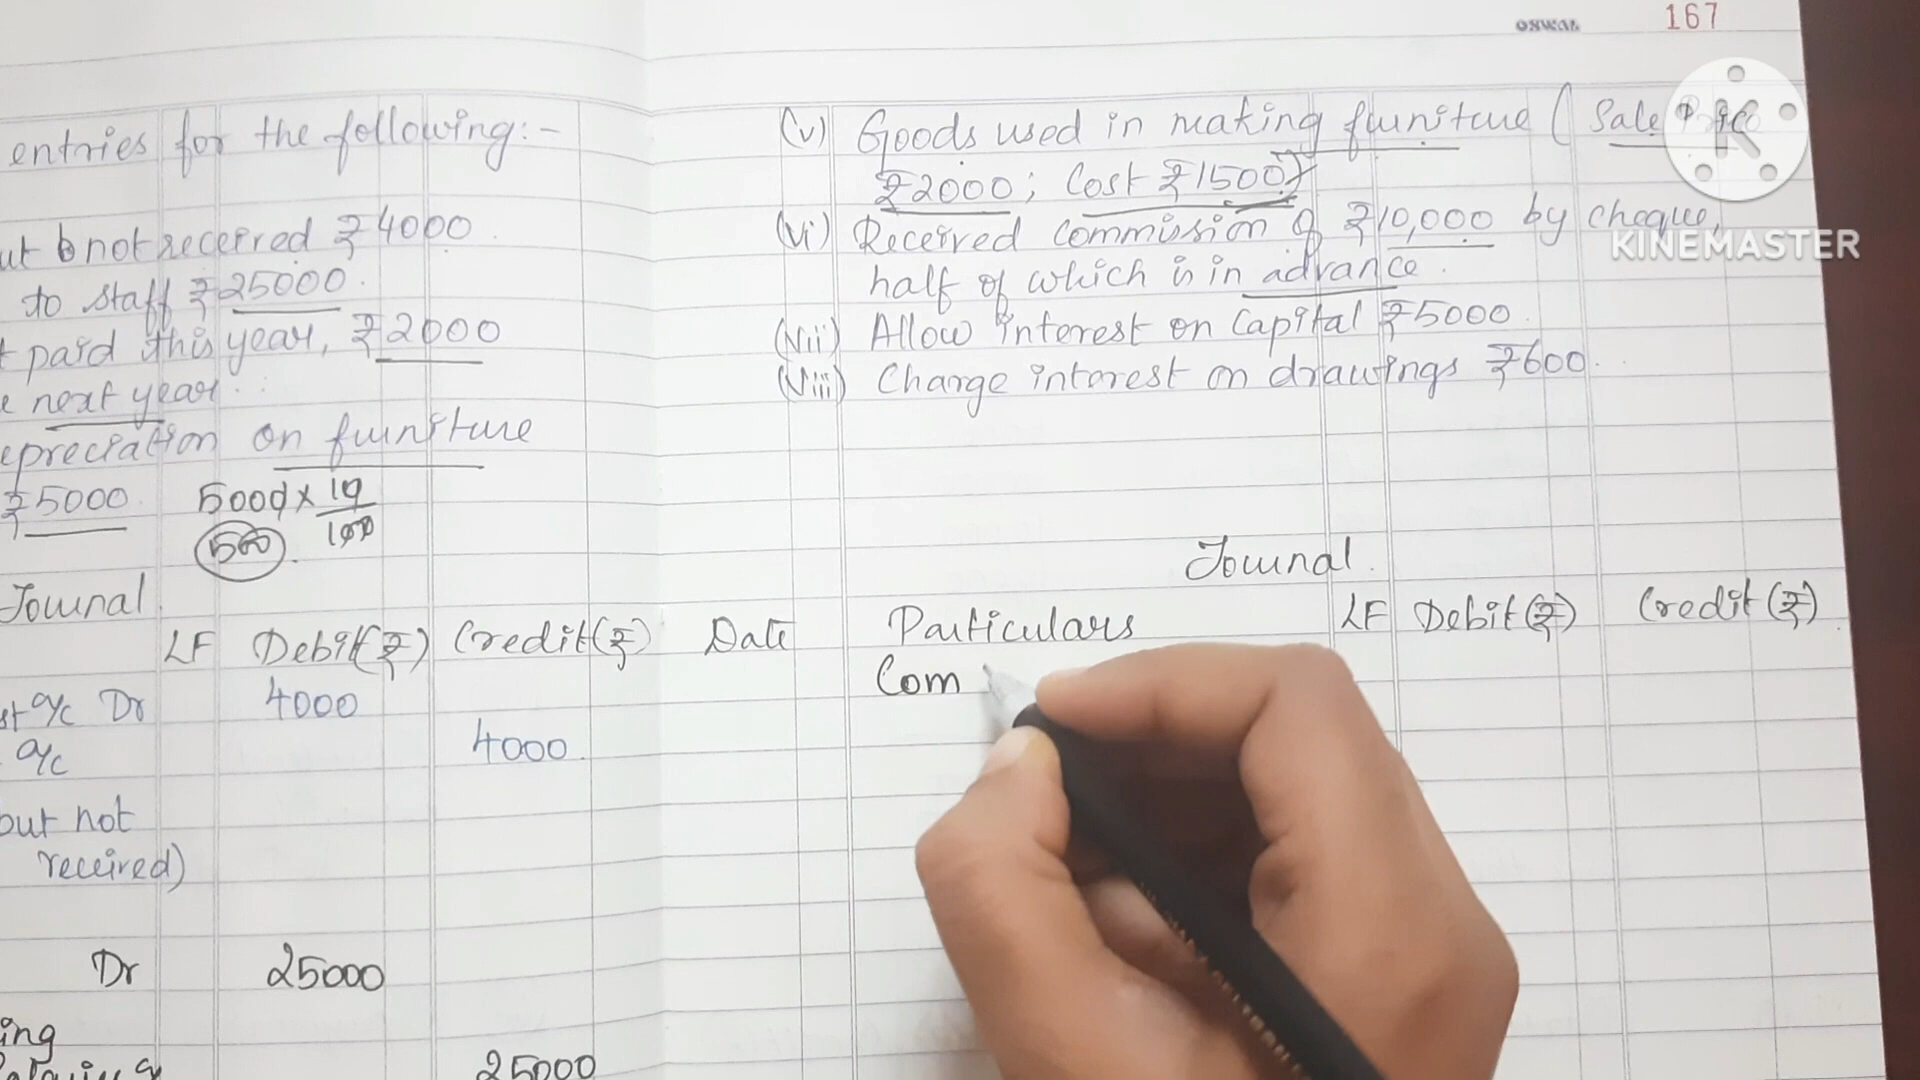 entries for the following:-
ut not received ₹4000.
to staff ₹25000.
paid this year, ₹2000
e next year.
epreciation on furniture
₹5000
5000 × 10
100
500
Journal
LF Debit(₹) Credit(₹)
st a/c Dr 4000
a/c 4000
but not
received)
Dr 25000
ing
25000
OSWAL 167
(v) Goods used in making furniture ( Sale
₹2000; Cost ₹1500)
(vi) Received commission of ₹10,000 by cheque,
half of which is in advance.
(vii) Allow interest on Capital ₹5000.
(viii) Charge interest on drawings ₹600.
Journal.
Date Particulars LF Debit(₹) Credit(₹)
Com
KINEMASTER